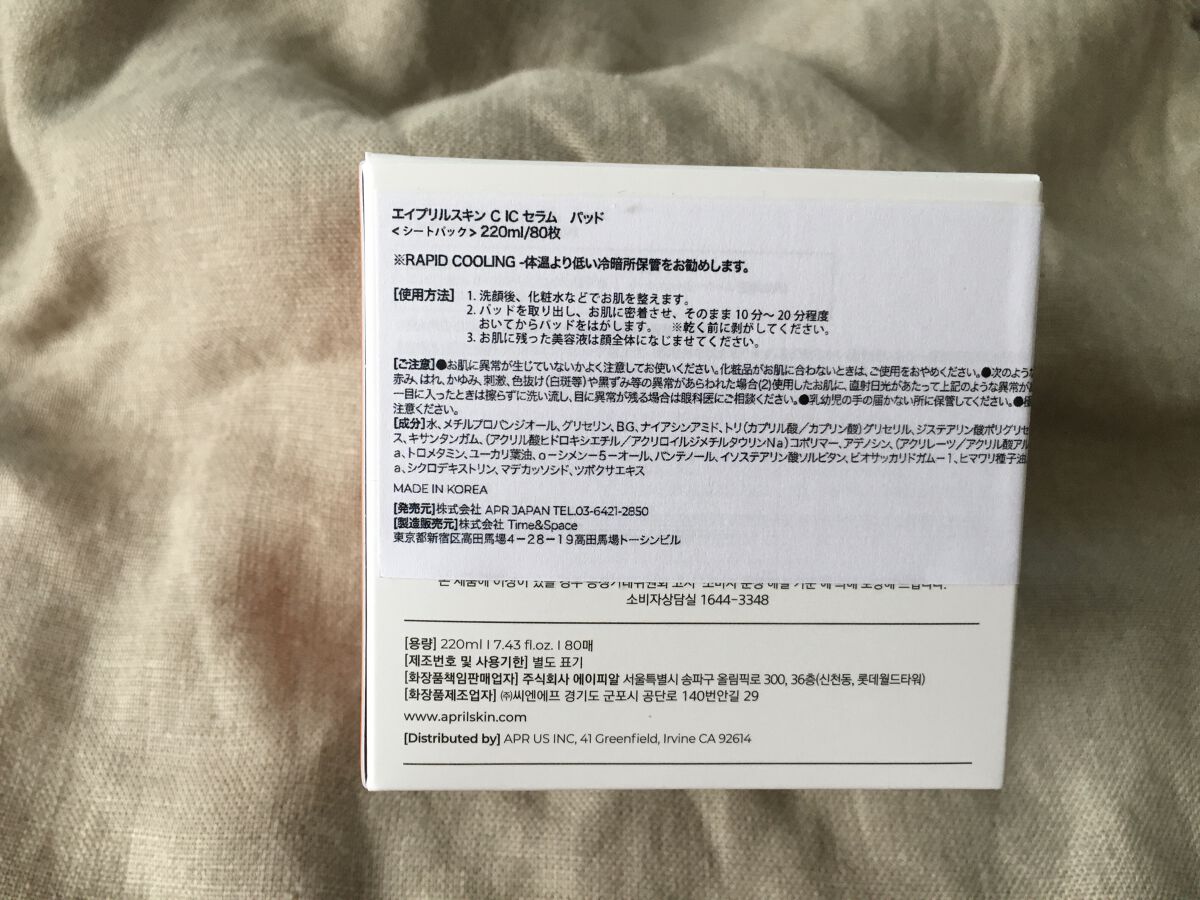 エイプリルスキン C IC セラム　パッド
<シートパック> 220ml/80枚
※RAPID COOLING -体温より低い冷暗所保管をお勧めします。
[使用方法] 1. 洗顔後、化粧水などでお肌を整えます。
2. パッドを取り出し、お肌に密着させ、そのまま 10 分〜 20 分程度
おいてからパッドをはがします。　※乾く前に剥がしてください。
3. お肌に残った美容液は顔全体になじませてください。
[ご注意]●お肌に異常が生じていないかよく注意してお使いください。化粧品がお肌に合わないときは、ご使用をおやめください。●次のような
赤み、はれ、かゆみ、刺激、色抜け(白斑等)や黒ずみ等の異常があらわれた場合(2)使用したお肌に、直射日光があたって上記のような異常が
ー目に入ったときは擦らずに洗い流し、目に異常が残る場合は眼科医にご相談ください。●乳幼児の手の届かない所に保管してください。●
注意ください。
[成分]水、メチルプロパンジオール、グリセリン、BG、ナイアシンアミド、トリ(カプリル酸/カプリン酸)グリセリル、ジステアリン酸ポリグリセ
ス、キサンタンガム、(アクリル酸ヒドロキシエチル/アクリロイルジメチルタウリンNa)コポリマー、アデノシン、(アクリレーツ/アクリル酸アル
a、トロメタミン、ユーカリ葉油、o－シメン－5－オール、パンテノール、イソステアリン酸ソルビタン、ビオサッカリドガム－1、ヒマワリ種子油
a、シクロデキストリン、マデカッソシド、ツボクサエキス
MADE IN KOREA
[発売元]株式会社 APR JAPAN TEL.03-6421-2850
[製造販売元]株式会社 Time&Space
東京都新宿区高田馬場4－28－19高田馬場トーシンビル
소비자상담실 1644-3348
[용량] 220ml I 7.43 fl.oz. I 80매
[제조번호 및 사용기한] 별도 표기
[화장품책임판매업자] 주식회사 에이피알 서울특별시 송파구 올림픽로 300, 36층(신천동, 롯데월드타워)
[화장품제조업자] ㈜씨엔에프 경기도 군포시 공단로 140번안길 29
www.aprilskin.com
[Distributed by] APR US INC, 41 Greenfield, Irvine CA 92614